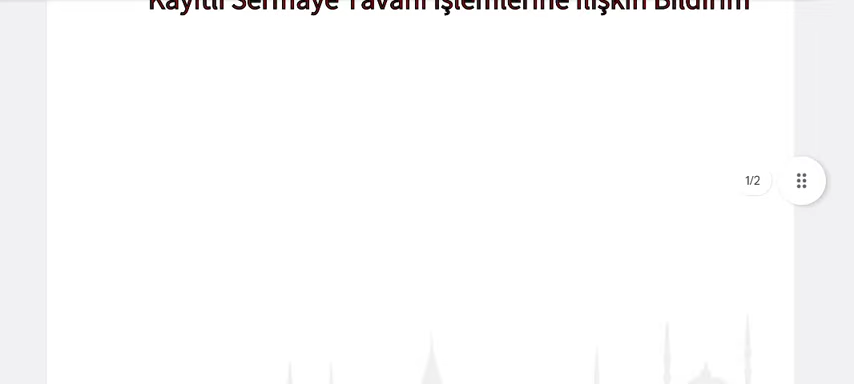 Kayıtlı Sermaye Tavanı İşlemlerine İlişkin Bildirim
1/2